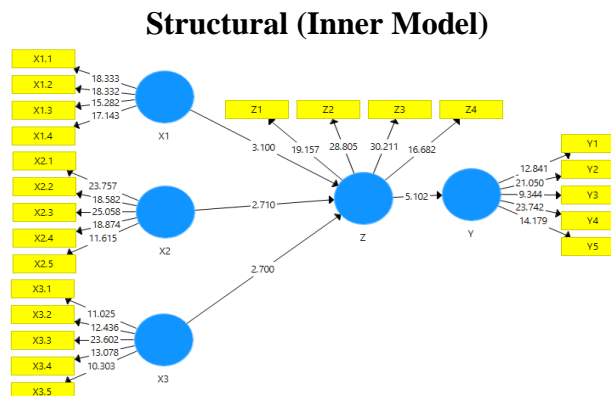 Structural (Inner Model)
X1.1
X1.2
X1.3
X1.4
18.333
18.332
15.282
17.143
X1
X2.1
X2.2
X2.3
X2.4
X2.5
23.757
18.582
25.058
18.874
11.615
X2
X3.1
X3.2
X3.3
X3.4
X3.5
11.025
12.436
23.602
13.078
10.303
X3
3.100
2.710
2.700
Z1
Z2
Z3
Z4
19.157
28.805
30.211
16.682
Z
5.102
Y
12.841
21.050
9.344
23.742
14.179
Y1
Y2
Y3
Y4
Y5